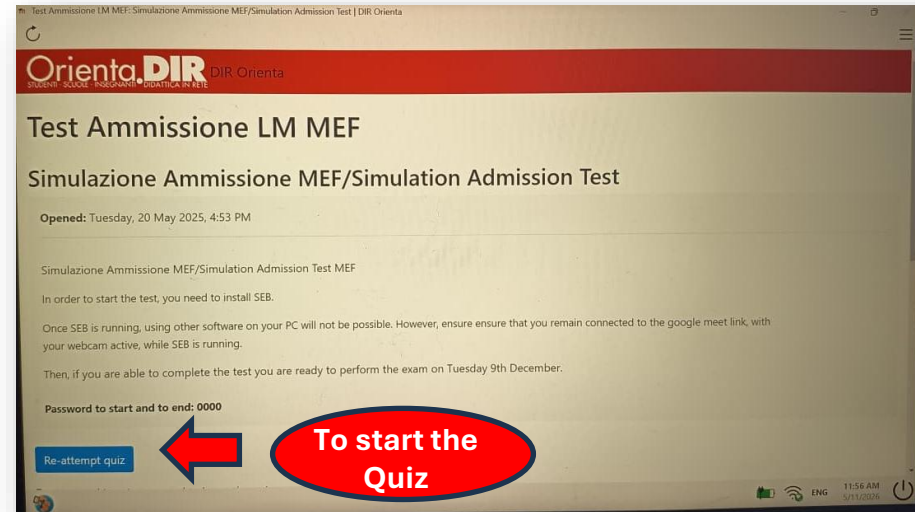 Test Ammissione LM MEF: Simulazione Ammissione MEF/Simulation Admission Test | DIR Orienta
Orienta.DIR DIR Orienta
STUDENTI - SCUOLE - INSEGNANTI - DIDATTICA IN RETE
Test Ammissione LM MEF
Simulazione Ammissione MEF/Simulation Admission Test
Opened: Tuesday, 20 May 2025, 4:53 PM
Simulazione Ammissione MEF/Simulation Admission Test MEF
In order to start the test, you need to install SEB.
Once SEB is running, using other software on your PC will not be possible. However, ensure ensure that you remain connected to the google meet link, with
your webcam active, while SEB is running.
Then, if you are able to complete the test you are ready to perform the exam on Tuesday 9th December.
Password to start and to end: 0000
Re-attempt quiz
To start the
Quiz
ENG
11:56 AM
5/11/2026